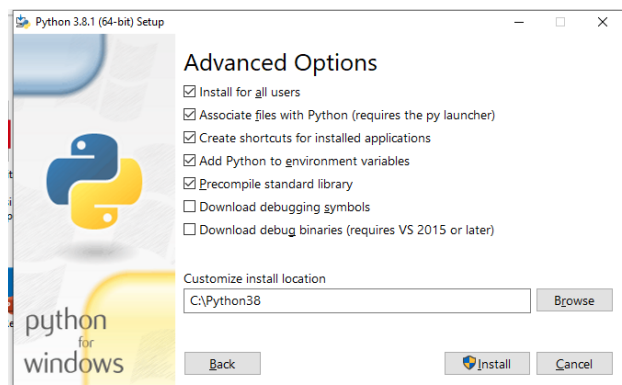 Python 3.8.1 (64-bit) Setup
Advanced Options
Install for all users
Associate files with Python (requires the py launcher)
Create shortcuts for installed applications
Add Python to environment variables
Precompile standard library
Download debugging symbols
Download debug binaries (requires VS 2015 or later)
Customize install location
C:\Python38
Browse
python
for
windows
Back
Install
Cancel